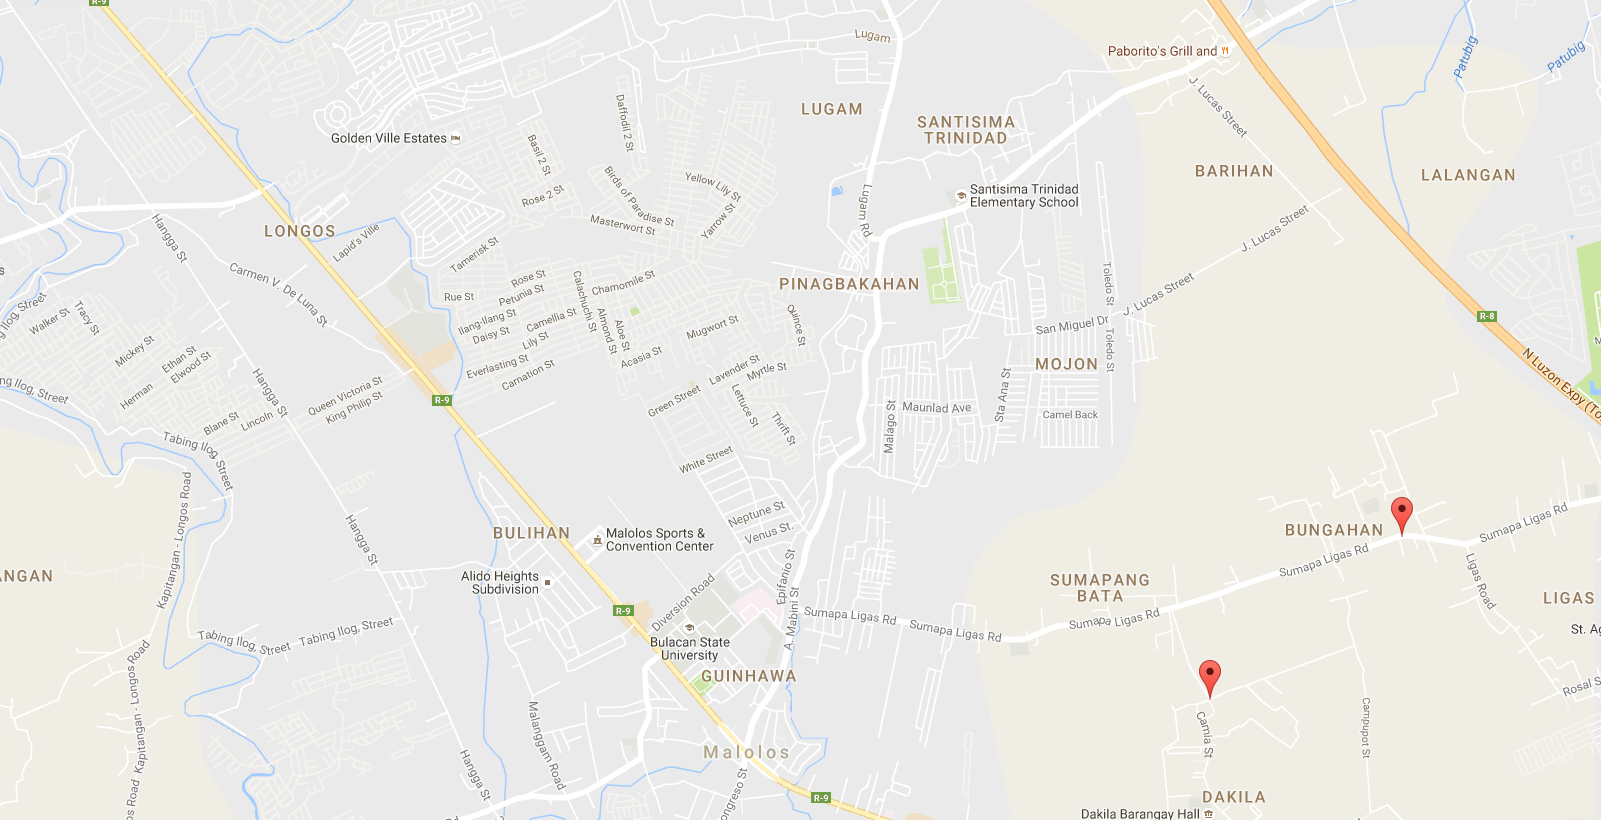 R-9
Lugam
Paborito's Grill and
Patubig
Patubig
J. Lucas Street
LUGAM
SANTISIMA
TRINIDAD
Daffodil 2 St
Golden Ville Estates
Basil 2 St
BARIHAN
LALANGAN
Birds of Paradise St
Yellow Lily St
Rose 2 St
Santisima Trinidad
Elementary School
Yarrow St
Masterwort St
Lugam Rd
J. Lucas Street
LONGOS
Lapid's Ville
Hangga St
Tamerisk St
Carmen V. De Luna St
Rose St
Chamomile St
PINAGBAKAHAN
Toledo St
J. Lucas Street
Rue St
Petunia St
Calachuchi St
Ilog, Street
Walker St
Tracy St
Ilang-Ilang St
Camellia St
Almond St
Aloe St
Mugwort St
Quince St
San Miguel Dr
Toledo St
R-8
Daisy St
Lily St
Mickey St
Ethan St
Elwood St
Everlasting St
Carnation St
Acasia St
Lavender St
Myrtle St
MOJON
N Luzon Expy (To
Herman
Hangga St
Queen Victoria St
King Philip St
R-9
Green Street
Lettuce St
Thrift St
Malago St
Maunlad Ave
Sta Ana St
Camel Back
ng Ilog, Street
Blane St
Lincoln
Tabing Ilog, Street
White Street
Kapitangan - Longos Road
Hangga St
Neptune St
Venus St.
BULIHAN
Malolos Sports &
Convention Center
BUNGAHAN
Sumapa Ligas Rd
Sumapa Ligas Rd
ANGAN
Alido Heights
Subdivision
Diversion Road
Epifanio St
A. Mabini St
SUMAPANG
BATA
Ligas Road
LIGAS
R-9
Sumapa Ligas Rd
Sumapa Ligas Rd
Sumapa Ligas Rd
Tabing Ilog, Street
Tabing Ilog, Street
Bulacan State
University
St. Ag
GUINHAWA
Kapitangan - Longos Road
Rosal S
Malanggam Road
Camia St
Campupot St
Malolos
Hangga St
ongreso St
R-9
DAKILA
Dakila Barangay Hall